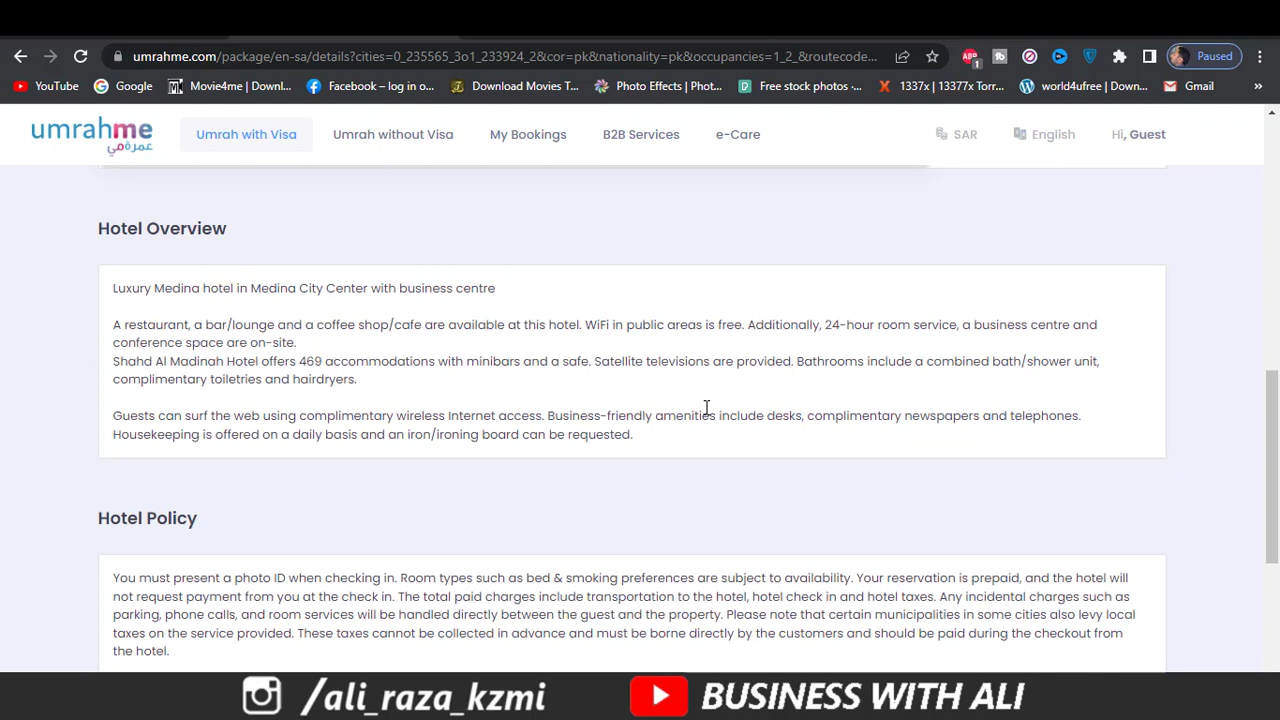 umrahme.com/package/en-sa/details?cities=0_235565_3o1_233924_2&cor=pk&nationality=pk&occupancies=1_2_&routecode...
1
Paused
YouTube Google Movie4me | Downl... Facebook – log in o... Download Movies T... Photo Effects | Phot... Free stock photos ·... 1337x | 13377x Torr... world4ufree | Down... Gmail »
umrahme
عمرة مي
Umrah with Visa Umrah without Visa My Bookings B2B Services e-Care SAR English Hi, Guest
Hotel Overview
Luxury Medina hotel in Medina City Center with business centre
A restaurant, a bar/lounge and a coffee shop/cafe are available at this hotel. WiFi in public areas is free. Additionally, 24-hour room service, a business centre and
conference space are on-site.
Shahd Al Madinah Hotel offers 469 accommodations with minibars and a safe. Satellite televisions are provided. Bathrooms include a combined bath/shower unit,
complimentary toiletries and hairdryers.
Guests can surf the web using complimentary wireless Internet access. Business-friendly amenities include desks, complimentary newspapers and telephones.
Housekeeping is offered on a daily basis and an iron/ironing board can be requested.
Hotel Policy
You must present a photo ID when checking in. Room types such as bed & smoking preferences are subject to availability. Your reservation is prepaid, and the hotel will
not request payment from you at the check in. The total paid charges include transportation to the hotel, hotel check in and hotel taxes. Any incidental charges such as
parking, phone calls, and room services will be handled directly between the guest and the property. Please note that certain municipalities in some cities also levy local
taxes on the service provided. These taxes cannot be collected in advance and must be borne directly by the customers and should be paid during the checkout from
the hotel.
/ali_raza_kzmi BUSINESS WITH ALI